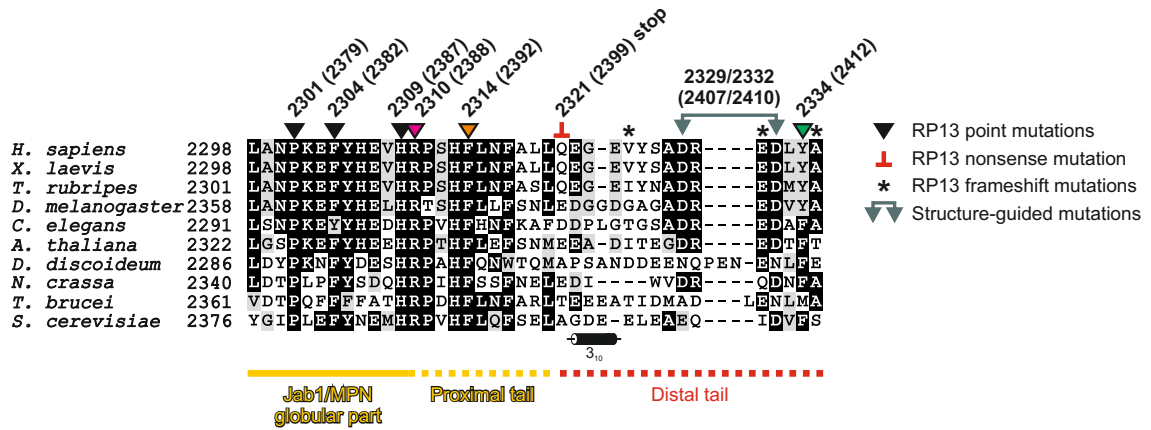 2301 (2379)
2304 (2382)
2309 (2387)
2310 (2388)
2314 (2392)
2321 (2399) stop
2329/2332
(2407/2410)
2334 (2412)
* * *
H. sapiens 2298 LANPKEFYHEVHRPSHFLNFALLQEG-EVYSADR----EDLYA
X. laevis 2298 LANPKEFYHEVHRPSHFLNFALLQEG-EVYSADR----EDLYA
T. rubripes 2301 LANPKEFYHEVHRPSHFLNFASLQEG-EIYNADR----EDMYA
D. melanogaster 2358 LANPKEFYHELHRTSHFLLFSNLEDGGDGAGADR----EDVYA
C. elegans 2291 LSNPKEYYHEDHRPVHFHNFKAFDDPLGTGSADR----EDAFA
A. thaliana 2322 LGSPKEFYHEEHRPTHFLEFSNMEEA-DITEGDR----EDTFT
D. discoideum 2286 LDYPKNFYDESHRPAHFQNWTQMAPSANDDEENQPEN-ENLFE
N. crassa 2340 LDTPLPFYSDQHRPIHFSSFNELEDI----WVDR----QDNFA
T. brucei 2361 VDTPQFFFFATHRPDHFLNFARLTEEEATIDMAD---LENLMA
S. cerevisiae 2376 YGIPLEFYNEMHRPVHFLQFSELAGDE-ELEAEQ----IDVFS
3₁₀
Jab1/MPN
globular part
Proximal tail
Distal tail
RP13 point mutations
RP13 nonsense mutation
* RP13 frameshift mutations
Structure-guided mutations